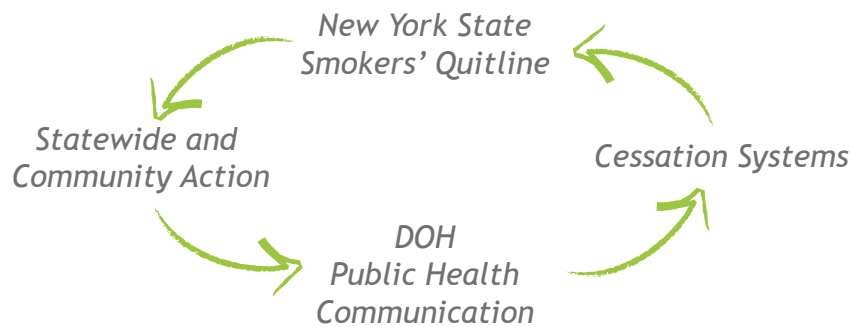 New York State
Smokers’ Quitline
Statewide and
Community Action
Cessation Systems
DOH
Public Health
Communication